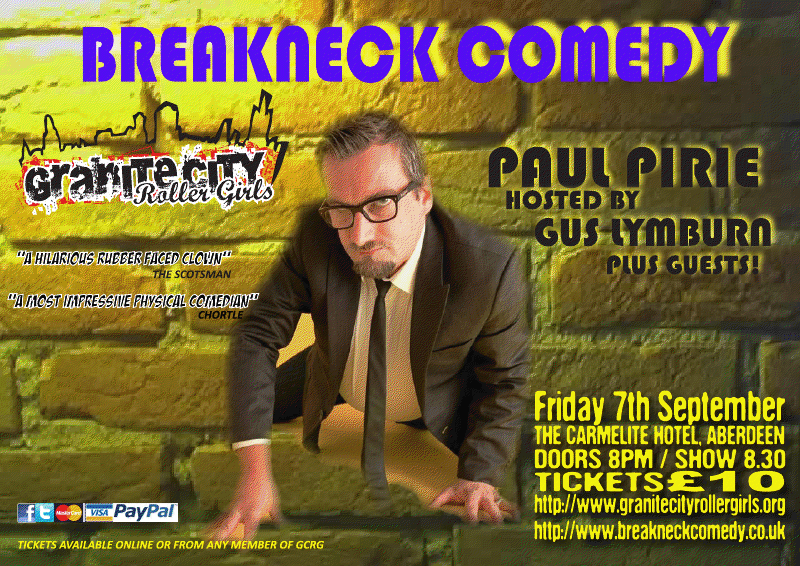 BREAKNECK COMEDY
GRANITE CITY
Roller Girls
PAUL PIRIE
HOSTED BY
GUS LYMBURN
PLUS GUESTS!
"A HILARIOUS RUBBER FACED CLOWN"
THE SCOTSMAN
"A MOST IMPRESSIVE PHYSICAL COMEDIAN"
CHORTLE
Friday 7th September
THE CARMELITE HOTEL, ABERDEEN
DOORS 8PM / SHOW 8.30
TICKETS £10
http://www.granitecityrollergirls.org
http://www.breakneckcomedy.co.uk
f t MasterCard VISA PayPal
TICKETS AVAILABLE ONLINE OR FROM ANY MEMBER OF GCRG